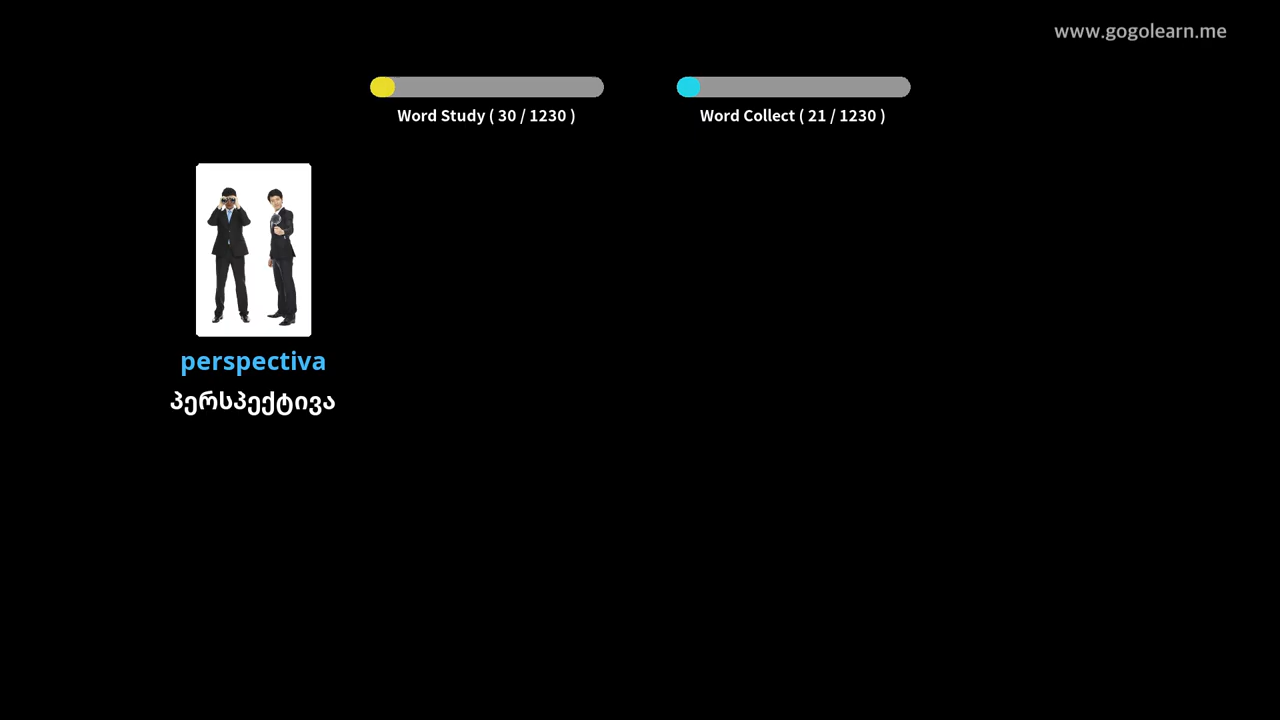 www.gogolearn.me
Word Study ( 30 / 1230 )
Word Collect ( 21 / 1230 )
perspectiva
პერსპექტივა